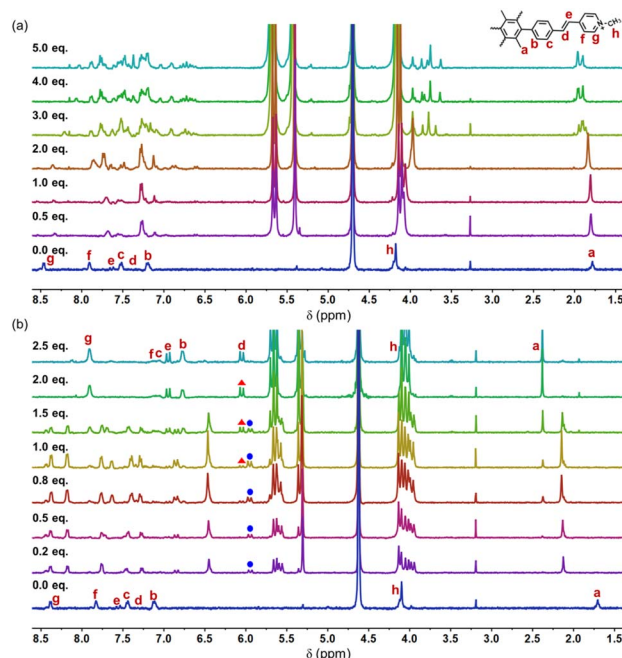 (a)
e
N
+
CH3
a
b
c
d
f
g
h
5.0 eq.
4.0 eq.
3.0 eq.
2.0 eq.
1.0 eq.
0.5 eq.
0.0 eq.
g f e c d b h a
8.5 8.0 7.5 7.0 6.5 6.0 5.5 5.0 4.5 4.0 3.5 3.0 2.5 2.0 1.5
δ (ppm)
(b)
2.5 eq. g f c e b d h a
2.0 eq.
1.5 eq.
1.0 eq.
0.8 eq.
0.5 eq.
0.2 eq.
0.0 eq.
g f e c d b h a
8.5 8.0 7.5 7.0 6.5 6.0 5.5 5.0 4.5 4.0 3.5 3.0 2.5 2.0 1.5
δ (ppm)